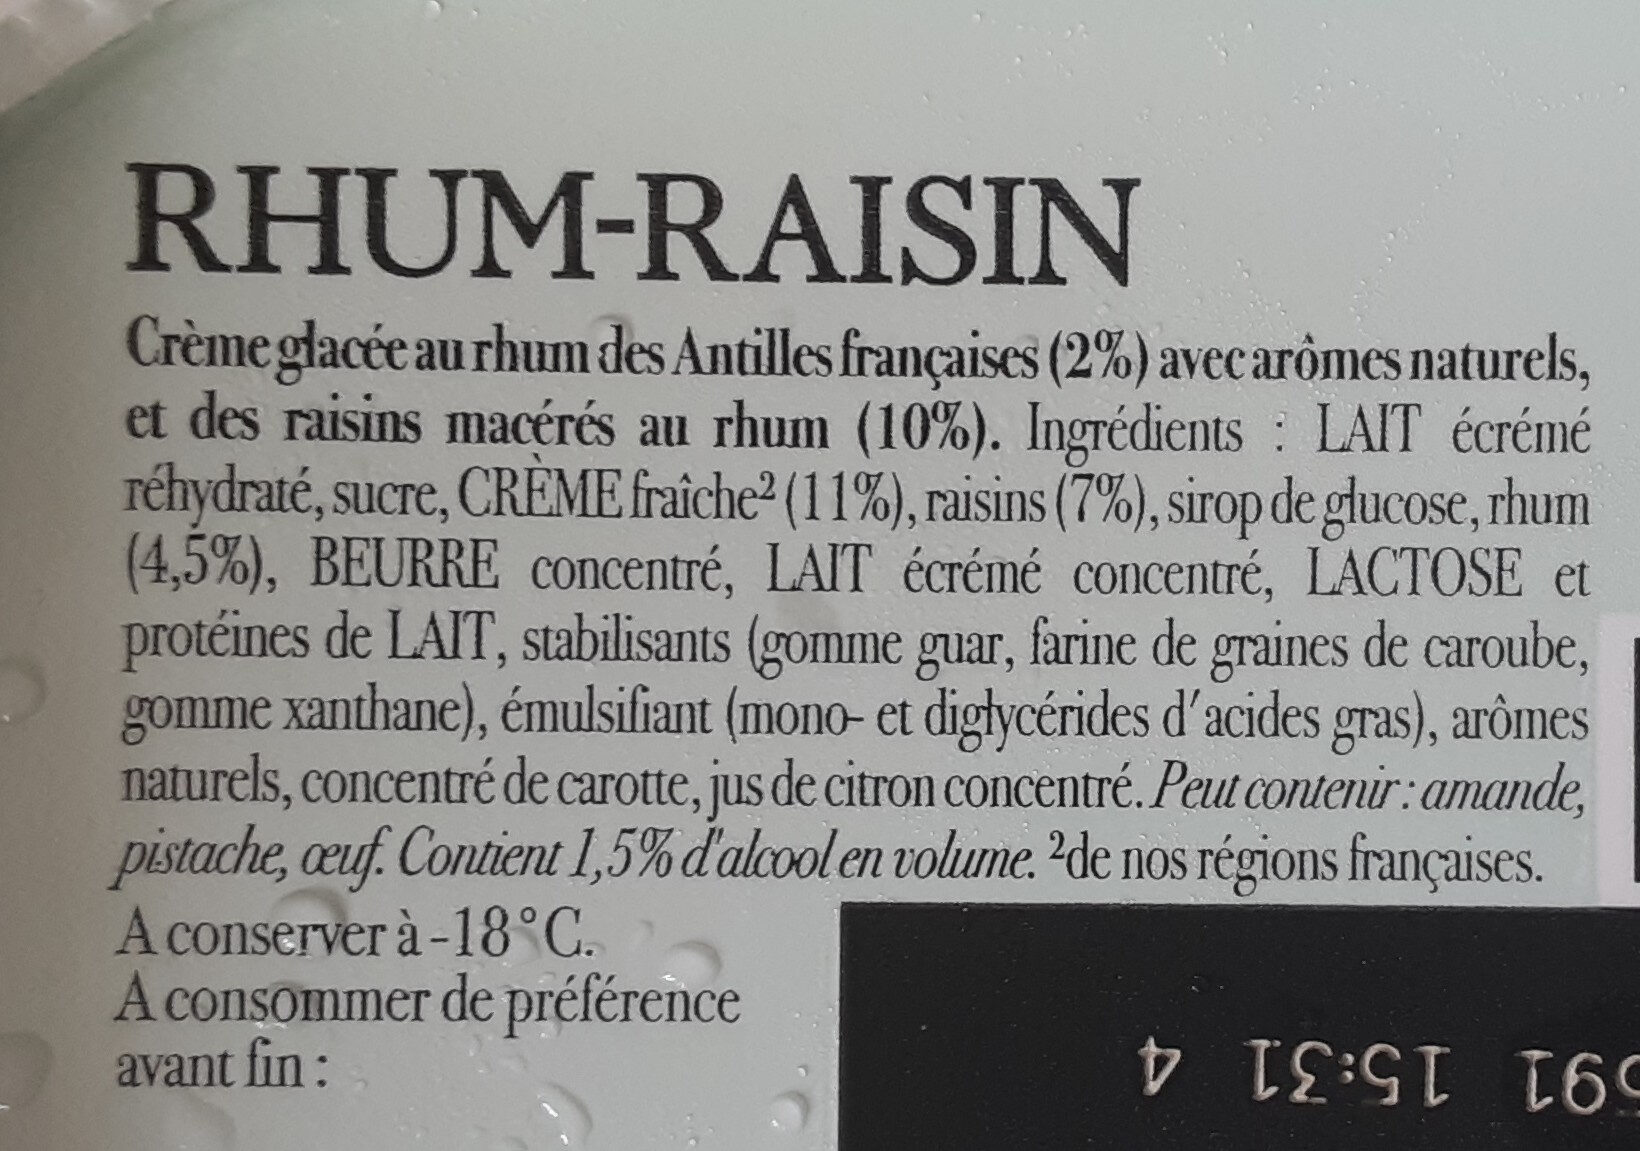 RHUM-RAISIN
Crème glacée au rhum des Antilles françaises (2%) avec arômes naturels,
et des raisins macérés au rhum (10%). Ingrédients : LAIT écrémé
réhydraté, sucre, CRÈME fraîche² (11%), raisins (7%), sirop de glucose, rhum
(4,5%), BEURRE concentré, LAIT écrémé concentré, LACTOSE et
protéines de LAIT, stabilisants (gomme guar, farine de graines de caroube,
gomme xanthane), émulsifiant (mono- et diglycérides d'acides gras), arômes
naturels, concentré de carotte, jus de citron concentré. Peut contenir : amande,
pistache, œuf. Contient 1,5% d'alcool en volume. ²de nos régions françaises.
A conserver à -18°C.
A consommer de préférence
avant fin :
4 15:31